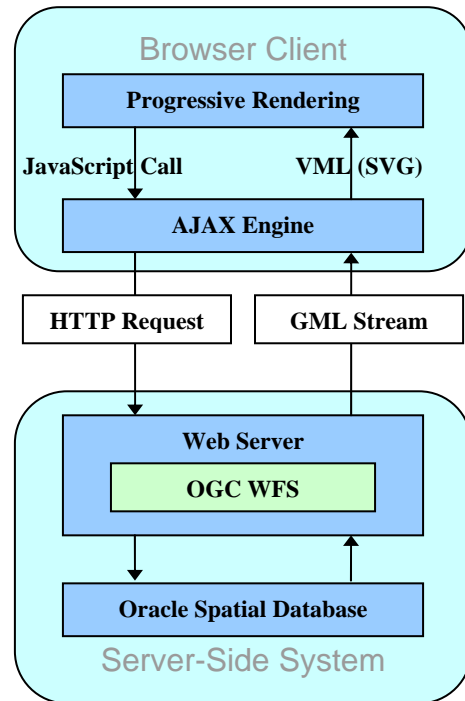 Browser Client
Progressive Rendering
JavaScript Call
VML (SVG)
AJAX Engine
HTTP Request
GML Stream
Web Server
OGC WFS
Oracle Spatial Database
Server-Side System